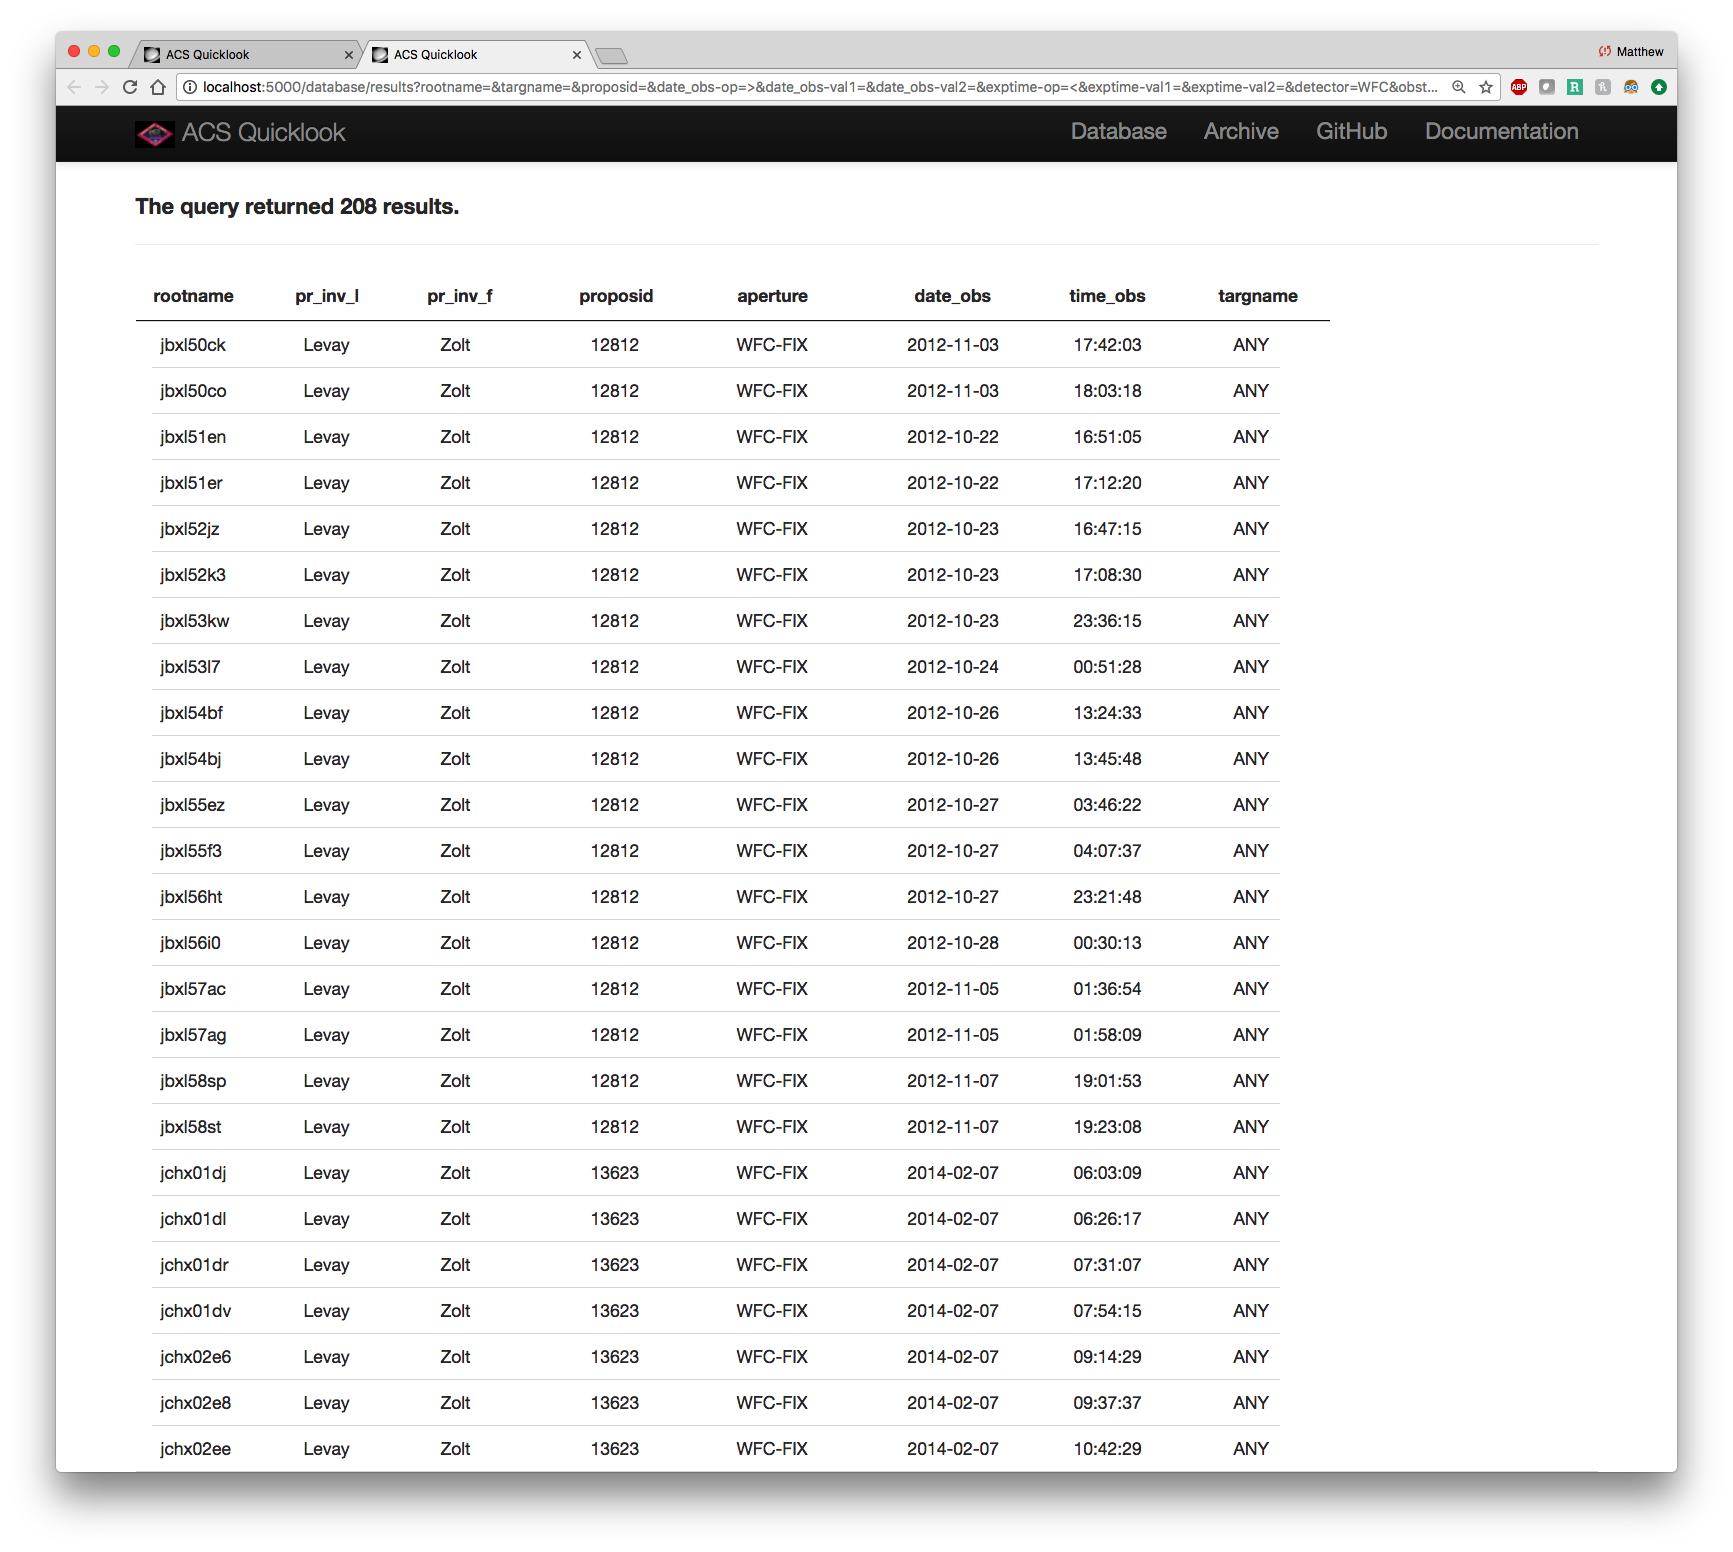 ACS Quicklook ACS Quicklook Matthew
localhost:5000/database/results?rootname=&targname=&proposid=&date_obs-op=>&date_obs-val1=&date_obs-val2=&exptime-op=<&exptime-val1=&exptime-val2=&detector=WFC&obst... ABP R
ACS Quicklook Database Archive GitHub Documentation
The query returned 208 results.
rootname pr_inv_l pr_inv_f proposid aperture date_obs time_obs targname
jbxl50ck Levay Zolt 12812 WFC-FIX 2012-11-03 17:42:03 ANY
jbxl50co Levay Zolt 12812 WFC-FIX 2012-11-03 18:03:18 ANY
jbxl51en Levay Zolt 12812 WFC-FIX 2012-10-22 16:51:05 ANY
jbxl51er Levay Zolt 12812 WFC-FIX 2012-10-22 17:12:20 ANY
jbxl52jz Levay Zolt 12812 WFC-FIX 2012-10-23 16:47:15 ANY
jbxl52k3 Levay Zolt 12812 WFC-FIX 2012-10-23 17:08:30 ANY
jbxl53kw Levay Zolt 12812 WFC-FIX 2012-10-23 23:36:15 ANY
jbxl53l7 Levay Zolt 12812 WFC-FIX 2012-10-24 00:51:28 ANY
jbxl54bf Levay Zolt 12812 WFC-FIX 2012-10-26 13:24:33 ANY
jbxl54bj Levay Zolt 12812 WFC-FIX 2012-10-26 13:45:48 ANY
jbxl55ez Levay Zolt 12812 WFC-FIX 2012-10-27 03:46:22 ANY
jbxl55f3 Levay Zolt 12812 WFC-FIX 2012-10-27 04:07:37 ANY
jbxl56ht Levay Zolt 12812 WFC-FIX 2012-10-27 23:21:48 ANY
jbxl56i0 Levay Zolt 12812 WFC-FIX 2012-10-28 00:30:13 ANY
jbxl57ac Levay Zolt 12812 WFC-FIX 2012-11-05 01:36:54 ANY
jbxl57ag Levay Zolt 12812 WFC-FIX 2012-11-05 01:58:09 ANY
jbxl58sp Levay Zolt 12812 WFC-FIX 2012-11-07 19:01:53 ANY
jbxl58st Levay Zolt 12812 WFC-FIX 2012-11-07 19:23:08 ANY
jchx01dj Levay Zolt 13623 WFC-FIX 2014-02-07 06:03:09 ANY
jchx01dl Levay Zolt 13623 WFC-FIX 2014-02-07 06:26:17 ANY
jchx01dr Levay Zolt 13623 WFC-FIX 2014-02-07 07:31:07 ANY
jchx01dv Levay Zolt 13623 WFC-FIX 2014-02-07 07:54:15 ANY
jchx02e6 Levay Zolt 13623 WFC-FIX 2014-02-07 09:14:29 ANY
jchx02e8 Levay Zolt 13623 WFC-FIX 2014-02-07 09:37:37 ANY
jchx02ee Levay Zolt 13623 WFC-FIX 2014-02-07 10:42:29 ANY